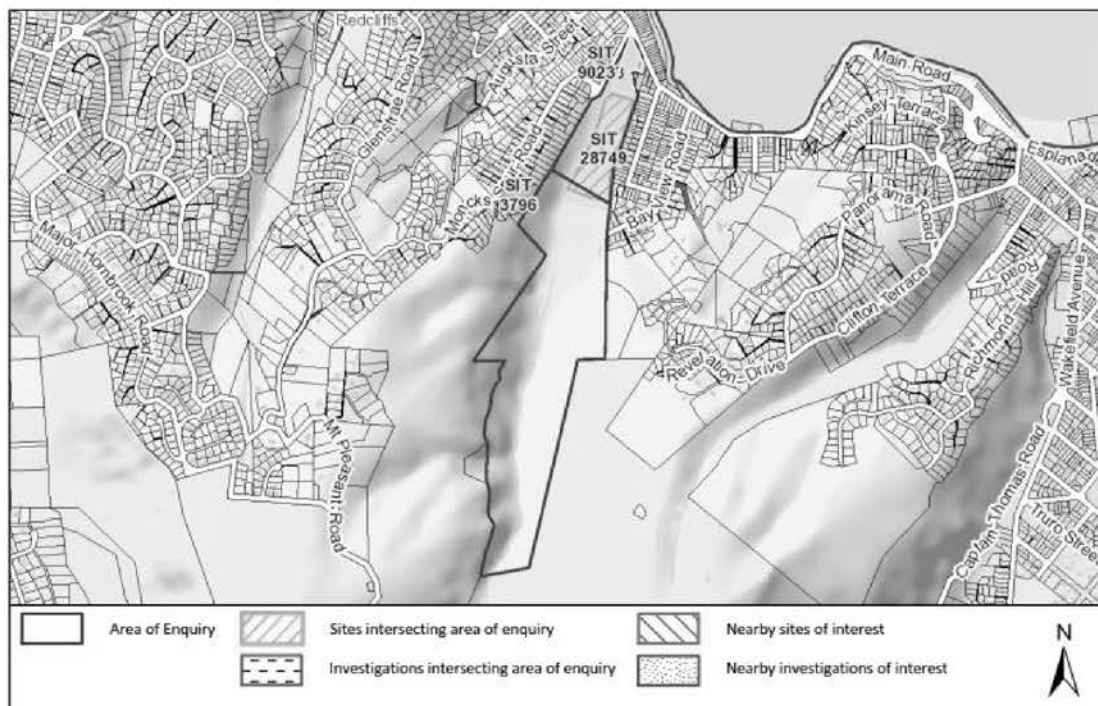 Redcliffs
Augusta Street
SIT
90233
Main Road
Glenstrae Road
Kinsey Terrace
SIT
28749
Esplanade
Moncks Spur Road
SIT
3796
Bay View Road
Panorama Road
Major Hornbrook Road
Clifton Terrace
Richmond Hill Road
Wakefield Avenue
Revelation Drive
Mt Pleasant Road
Captain Thomas Road
Truro Street
Area of Enquiry
Sites intersecting area of enquiry
Nearby sites of interest
N
Investigations intersecting area of enquiry
Nearby investigations of interest